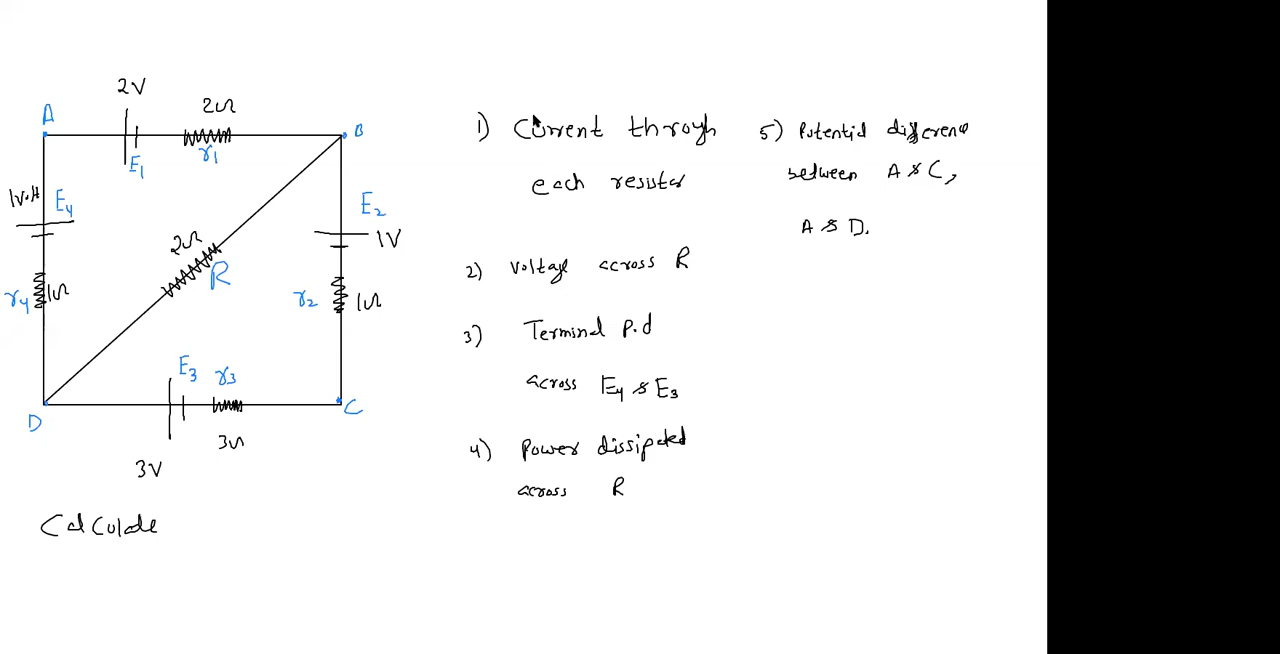 2V
2Ω
A
B
E1
r1
1volt
E4
E2
1V
2Ω
R
r4
1Ω
r2
1Ω
E3
r3
D
C
3Ω
3V
Calculate
1) Current through
each resistor
2) Voltage across R
3) Terminal p.d
across E4 & E3
4) Power dissipated
across R
5) Potential difference
between A & C,
A & D.